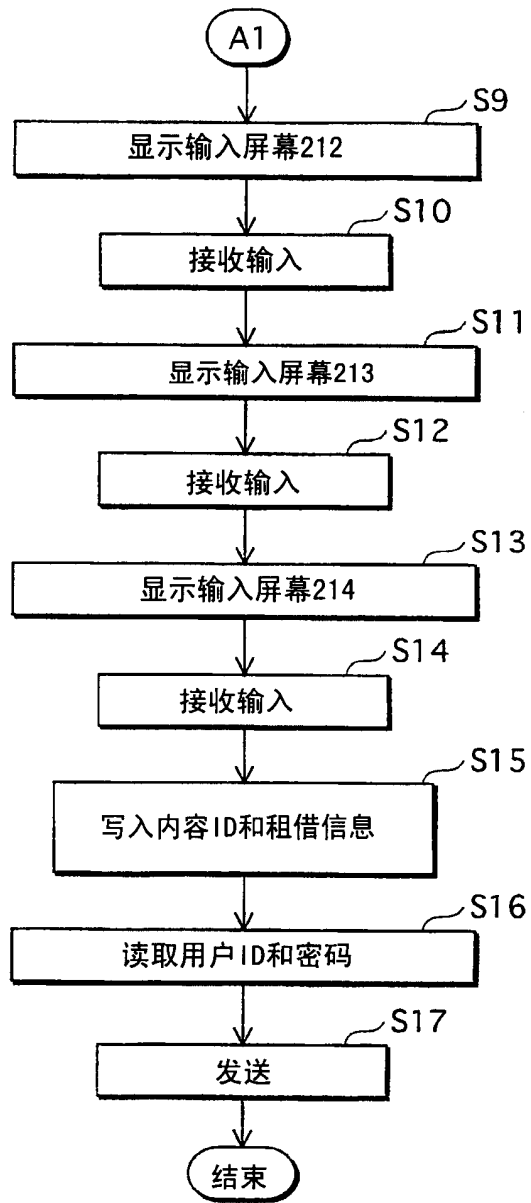 A1
S9
显示输入屏幕212
S10
接收输入
S11
显示输入屏幕213
S12
接收输入
S13
显示输入屏幕214
S14
接收输入
S15
写入内容ID和租借信息
S16
读取用户ID和密码
S17
发送
结束